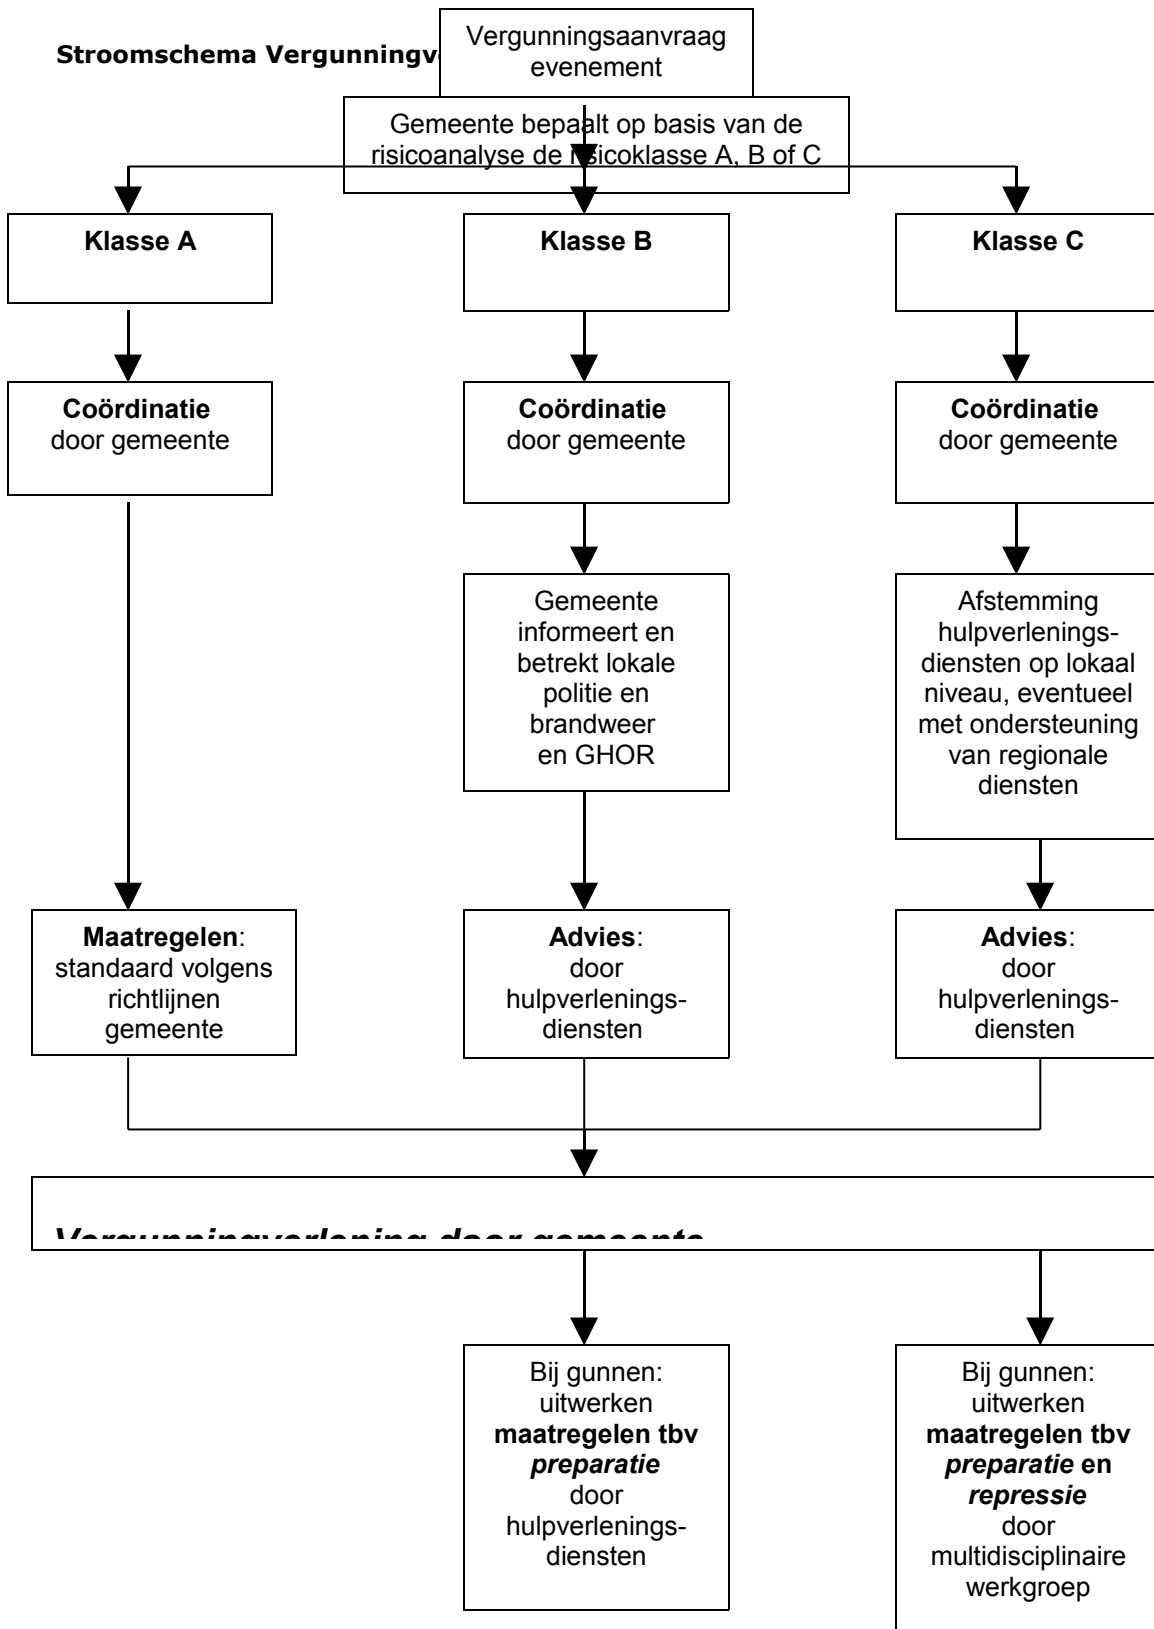 Stroomschema
Vergunningsaanvraag
evenement
Gemeente bepaalt op basis van de
risicoanalyse de risicoklasse A, B of C
Klasse A
Klasse B
Klasse C
Coördinatie
door gemeente
Coördinatie
door gemeente
Coördinatie
door gemeente
Gemeente
informeert en
betrekt lokale
politie en
brandweer
en GHOR
Afstemming
hulpverlenings-
diensten op lokaal
niveau, eventueel
met ondersteuning
van regionale
diensten
Maatregelen:
standaard volgens
richtlijnen
gemeente
Advies:
door
hulpverlenings-
diensten
Advies:
door
hulpverlenings-
diensten
Vergunningverlening door gemeente
Bij gunnen:
uitwerken
maatregelen tbv
preparatie
door
hulpverlenings-
diensten
Bij gunnen:
uitwerken
maatregelen tbv
preparatie en
repressie
door
multidisciplinaire
werkgroep